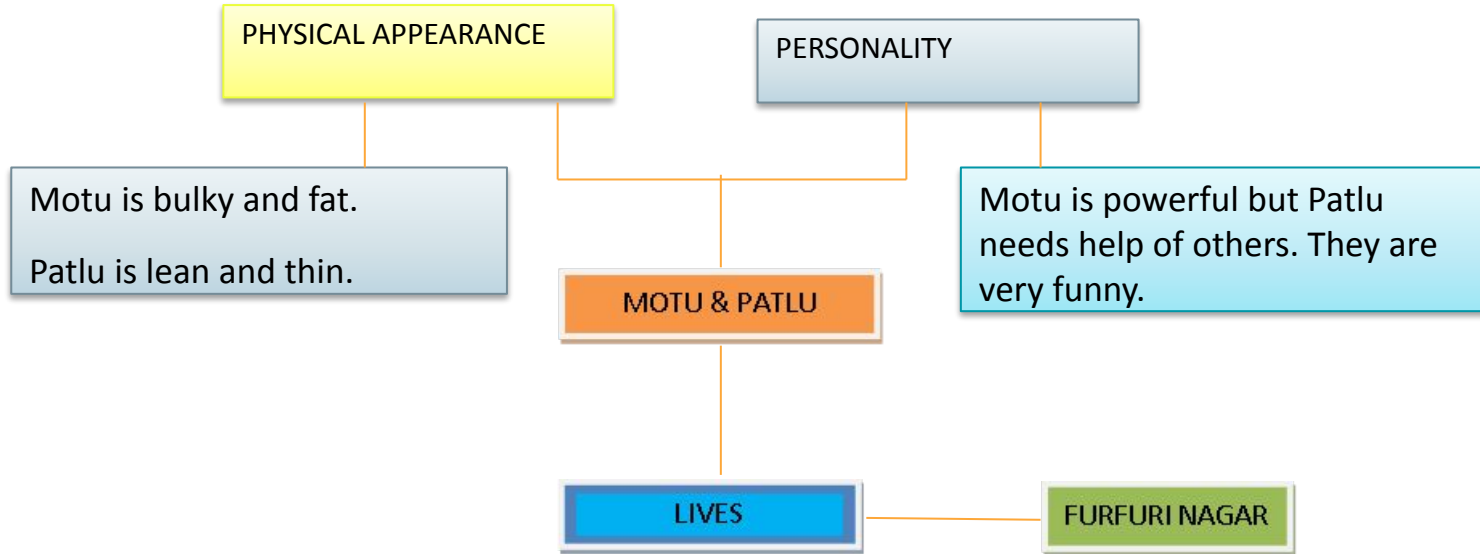 PHYSICAL APPEARANCE
PERSONALITY
Motu is bulky and fat.
Patlu is lean and thin.
Motu is powerful but Patlu
needs help of others. They are
very funny.
MOTU & PATLU
LIVES
FURFURI NAGAR